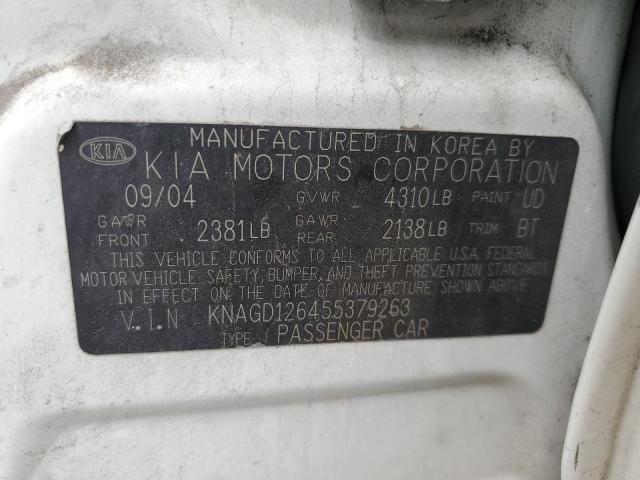 MANUFACTURED IN KOREA BY
KIA KIA MOTORS CORPORATION
09/04 GVWR 4310LB PAINT UD
GAWR FRONT 2381LB GAWR REAR 2138LB TRIM BT
THIS VEHICLE CONFORMS TO ALL APPLICABLE U.S.A. FEDERAL
MOTOR VEHICLE, SAFETY, BUMPER, AND THEFT PREVENTION STANDARDS
IN EFFECT ON THE DATE OF MANUFACTURE SHOWN ABOVE.
V.I.N KNAGD126455379263
TYPE / PASSENGER CAR